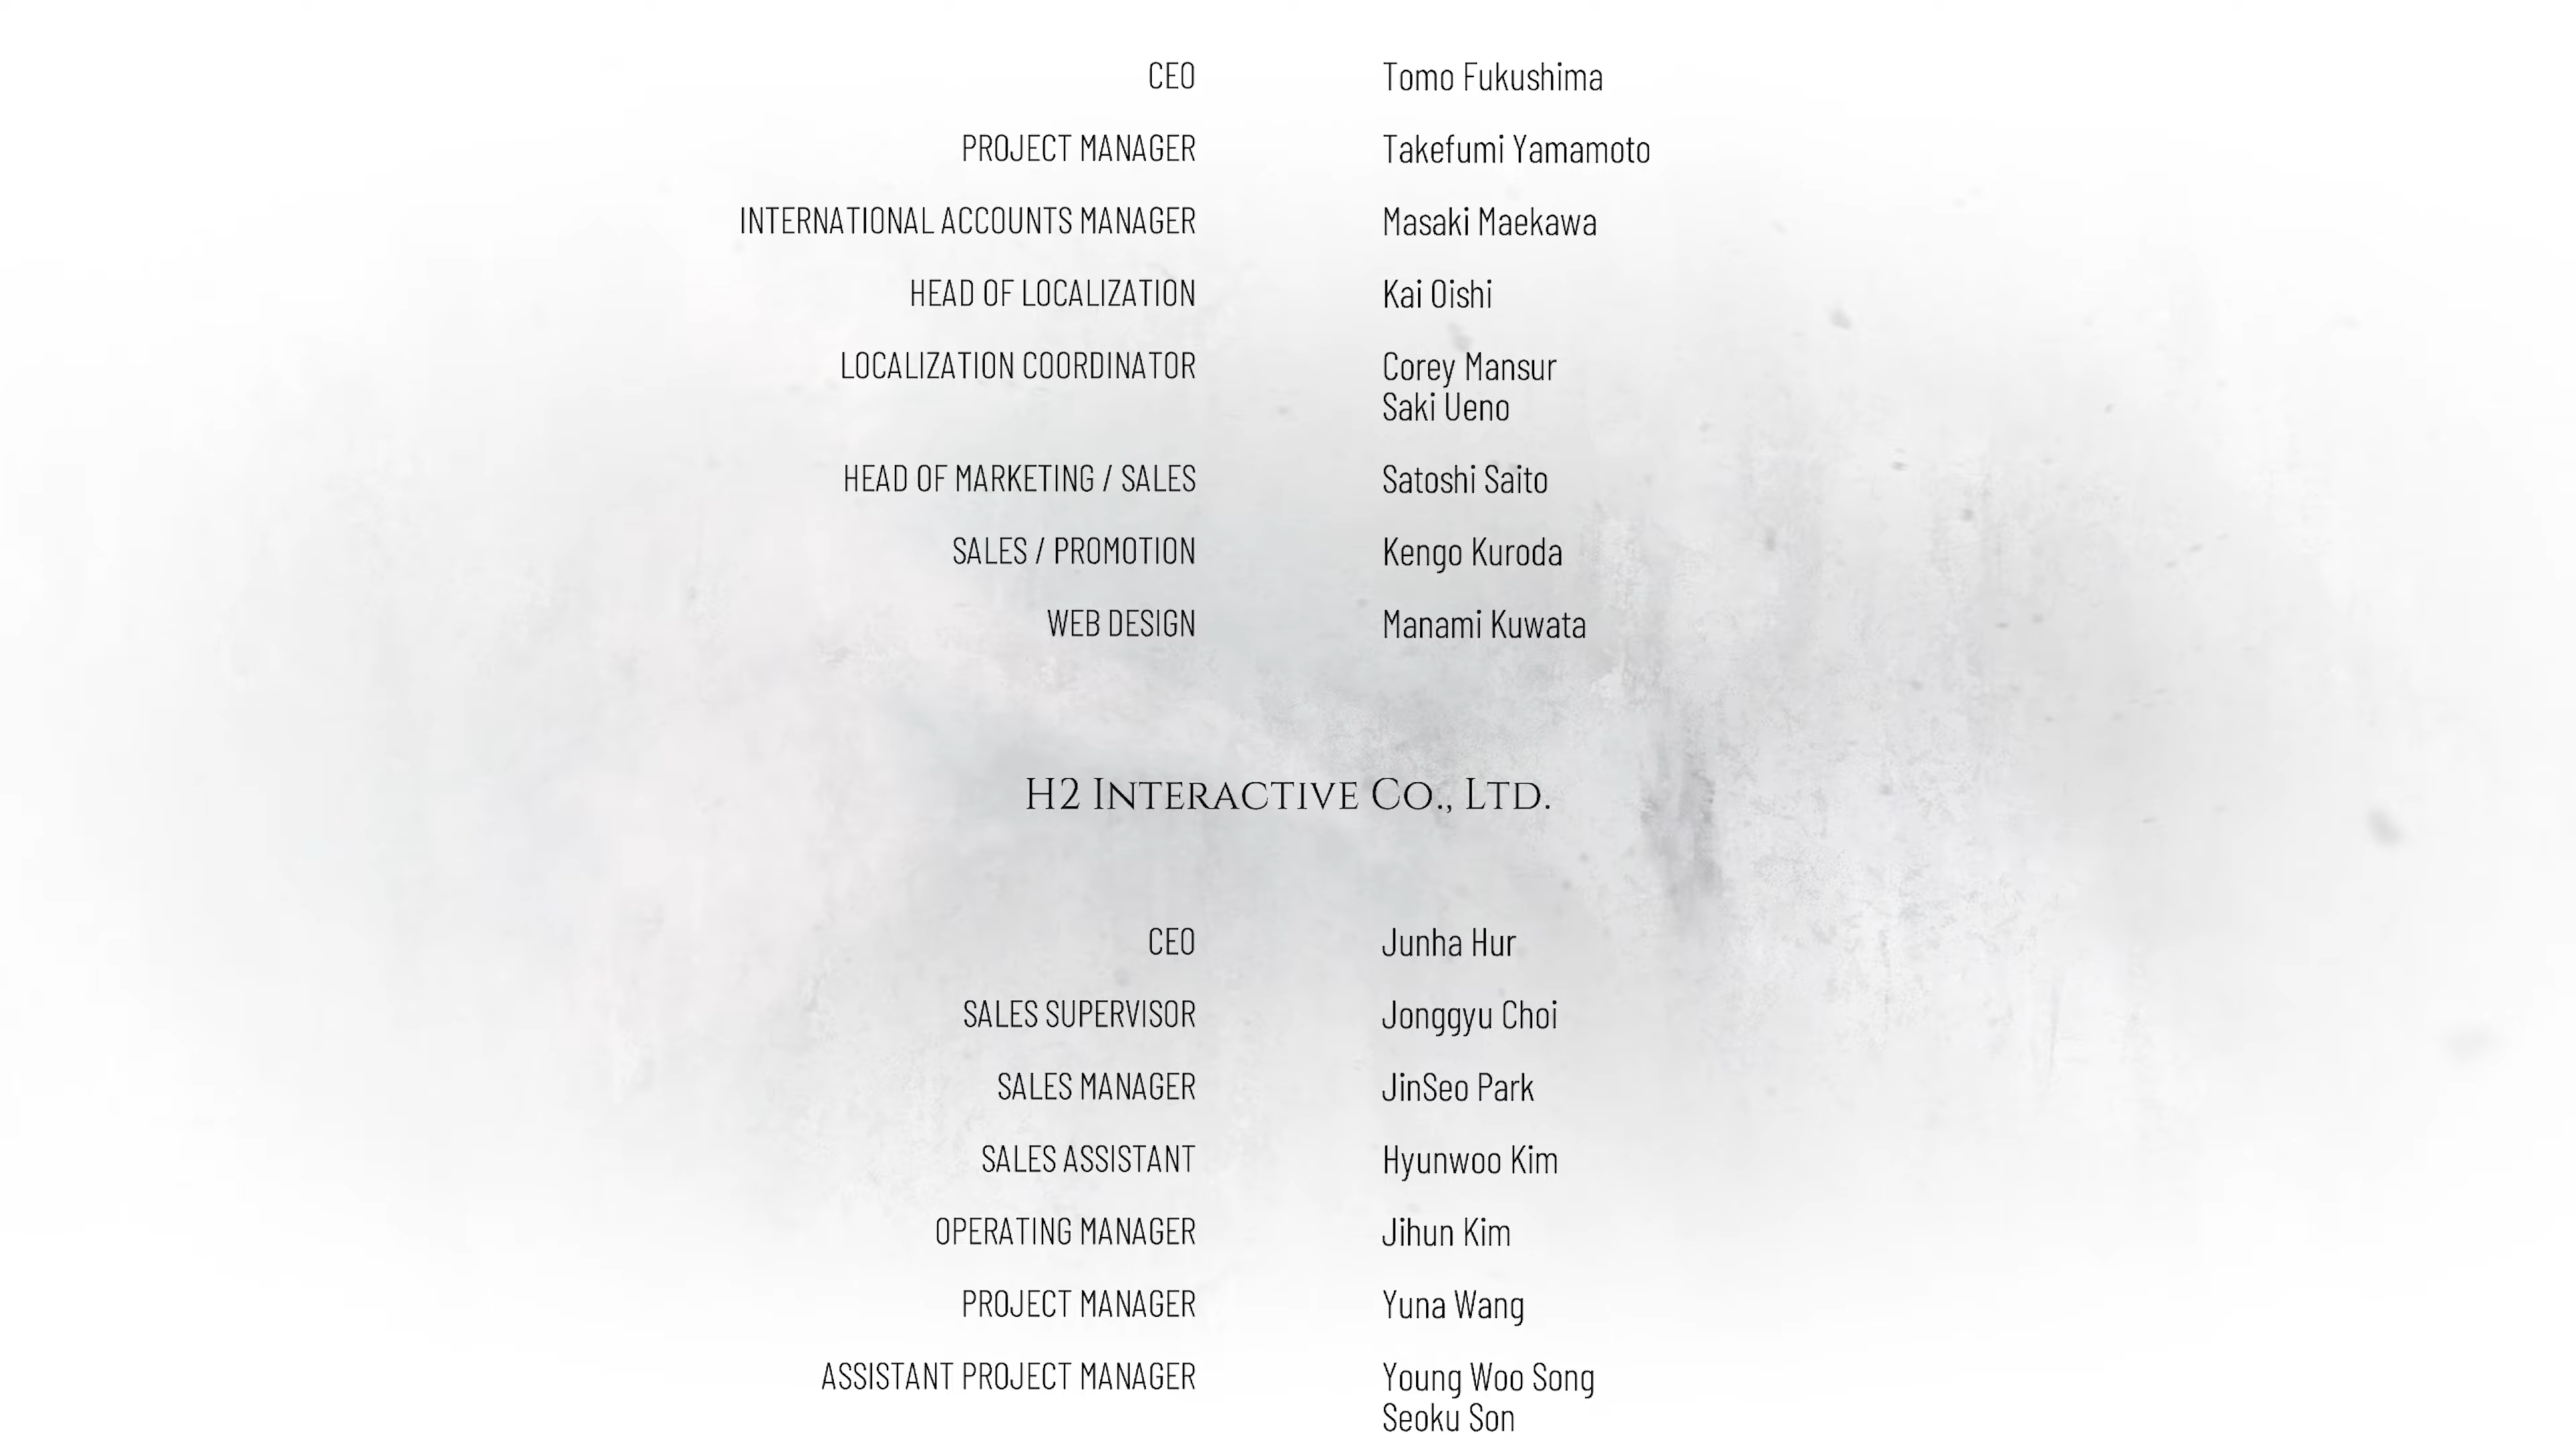 CEO Tomo Fukushima
PROJECT MANAGER Takefumi Yamamoto
INTERNATIONAL ACCOUNTS MANAGER Masaki Maekawa
HEAD OF LOCALIZATION Kai Oishi
LOCALIZATION COORDINATOR Corey Mansur
Saki Ueno
HEAD OF MARKETING / SALES Satoshi Saito
SALES / PROMOTION Kengo Kuroda
WEB DESIGN Manami Kuwata
H2 Interactive Co., Ltd.
CEO Junha Hur
SALES SUPERVISOR Jonggyu Choi
SALES MANAGER JinSeo Park
SALES ASSISTANT Hyunwoo Kim
OPERATING MANAGER Jihun Kim
PROJECT MANAGER Yuna Wang
ASSISTANT PROJECT MANAGER Young Woo Song
Seoku Son